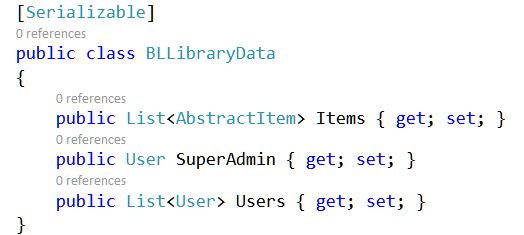 [Serializable]
0 references
public class BLLibraryData
{
0 references
public List<AbstractItem> Items { get; set; }
0 references
public User SuperAdmin { get; set; }
0 references
public List<User> Users { get; set; }
}